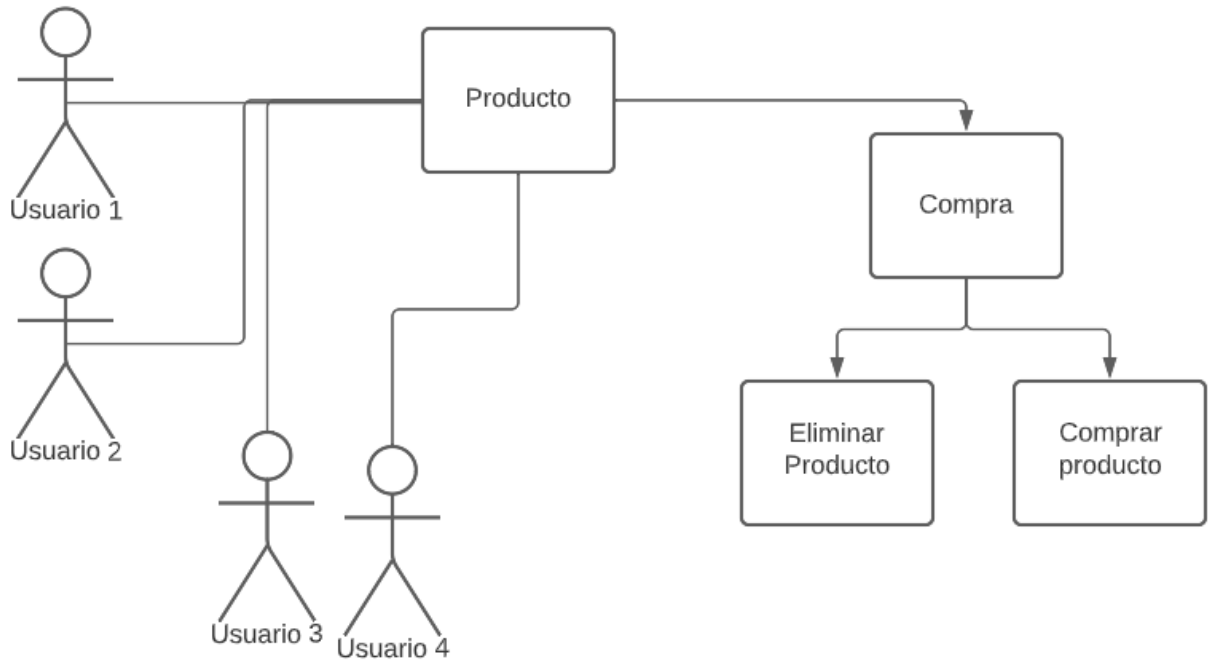 Producto
Compra
Usuario 1
Eliminar
Producto
Comprar
producto
Usuario 2
Usuario 3
Usuario 4